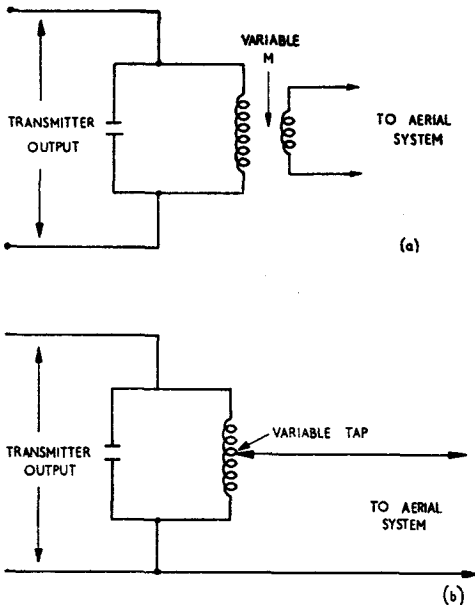 VARIABLE
M
TRANSMITTER
OUTPUT
TO AERIAL
SYSTEM
(a)
VARIABLE TAP
TRANSMITTER
OUTPUT
TO AERIAL
SYSTEM
(b)